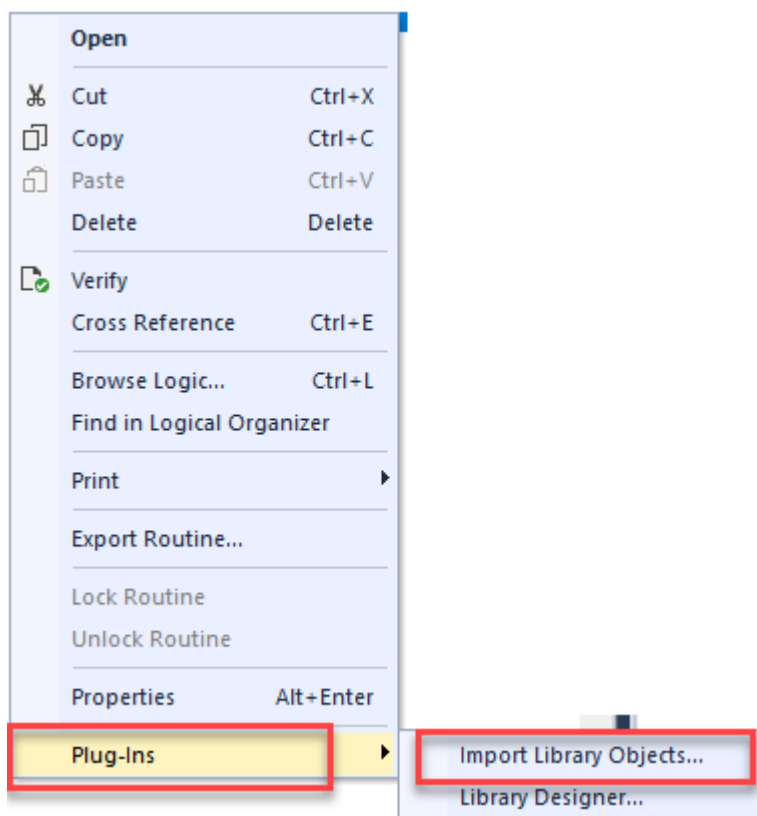 Open
Cut Ctrl+X
Copy Ctrl+C
Paste Ctrl+V
Delete Delete
Verify
Cross Reference Ctrl+E
Browse Logic... Ctrl+L
Find in Logical Organizer
Print
Export Routine...
Lock Routine
Unlock Routine
Properties Alt+Enter
Plug-Ins
Import Library Objects...
Library Designer...